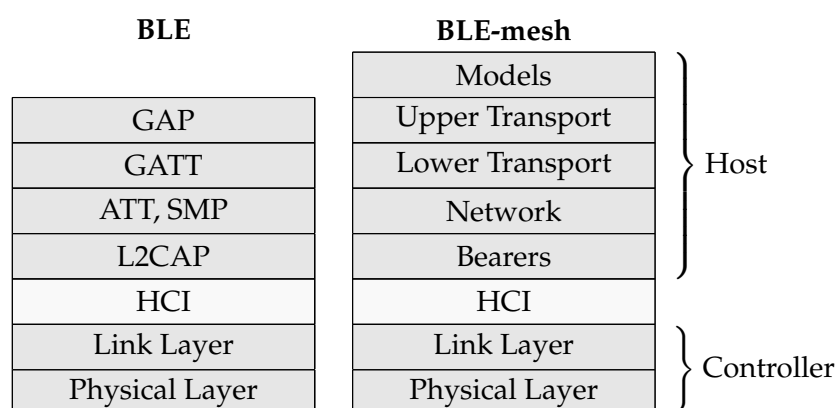 BLE
BLE-mesh
Models
GAP
Upper Transport
GATT
Lower Transport
Host
ATT, SMP
Network
L2CAP
Bearers
HCI
HCI
Link Layer
Link Layer
Controller
Physical Layer
Physical Layer